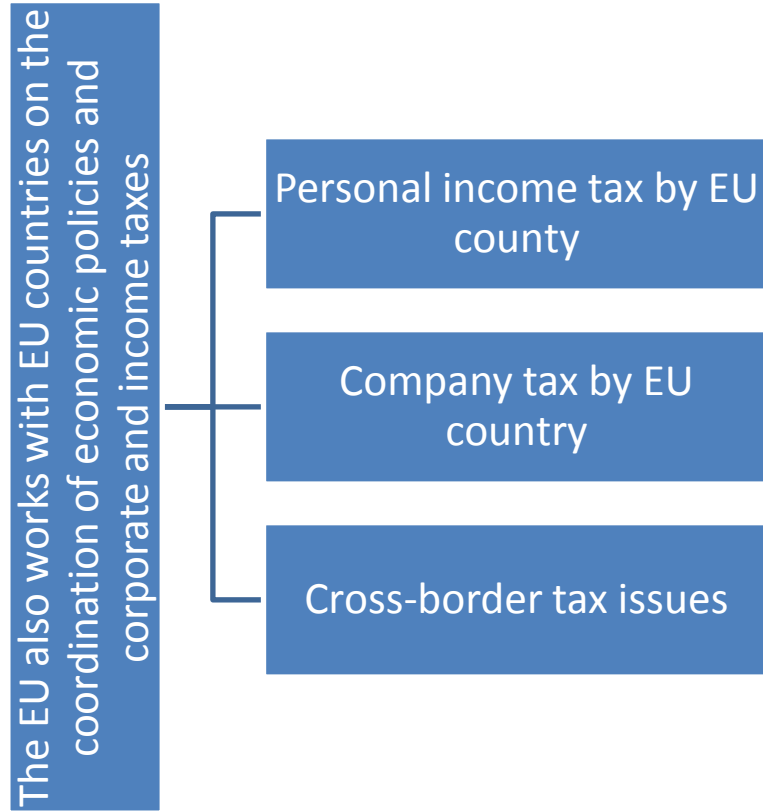 The EU also works with EU countries on the
coordination of economic policies and
corporate and income taxes
Personal income tax by EU
county
Company tax by EU
country
Cross-border tax issues